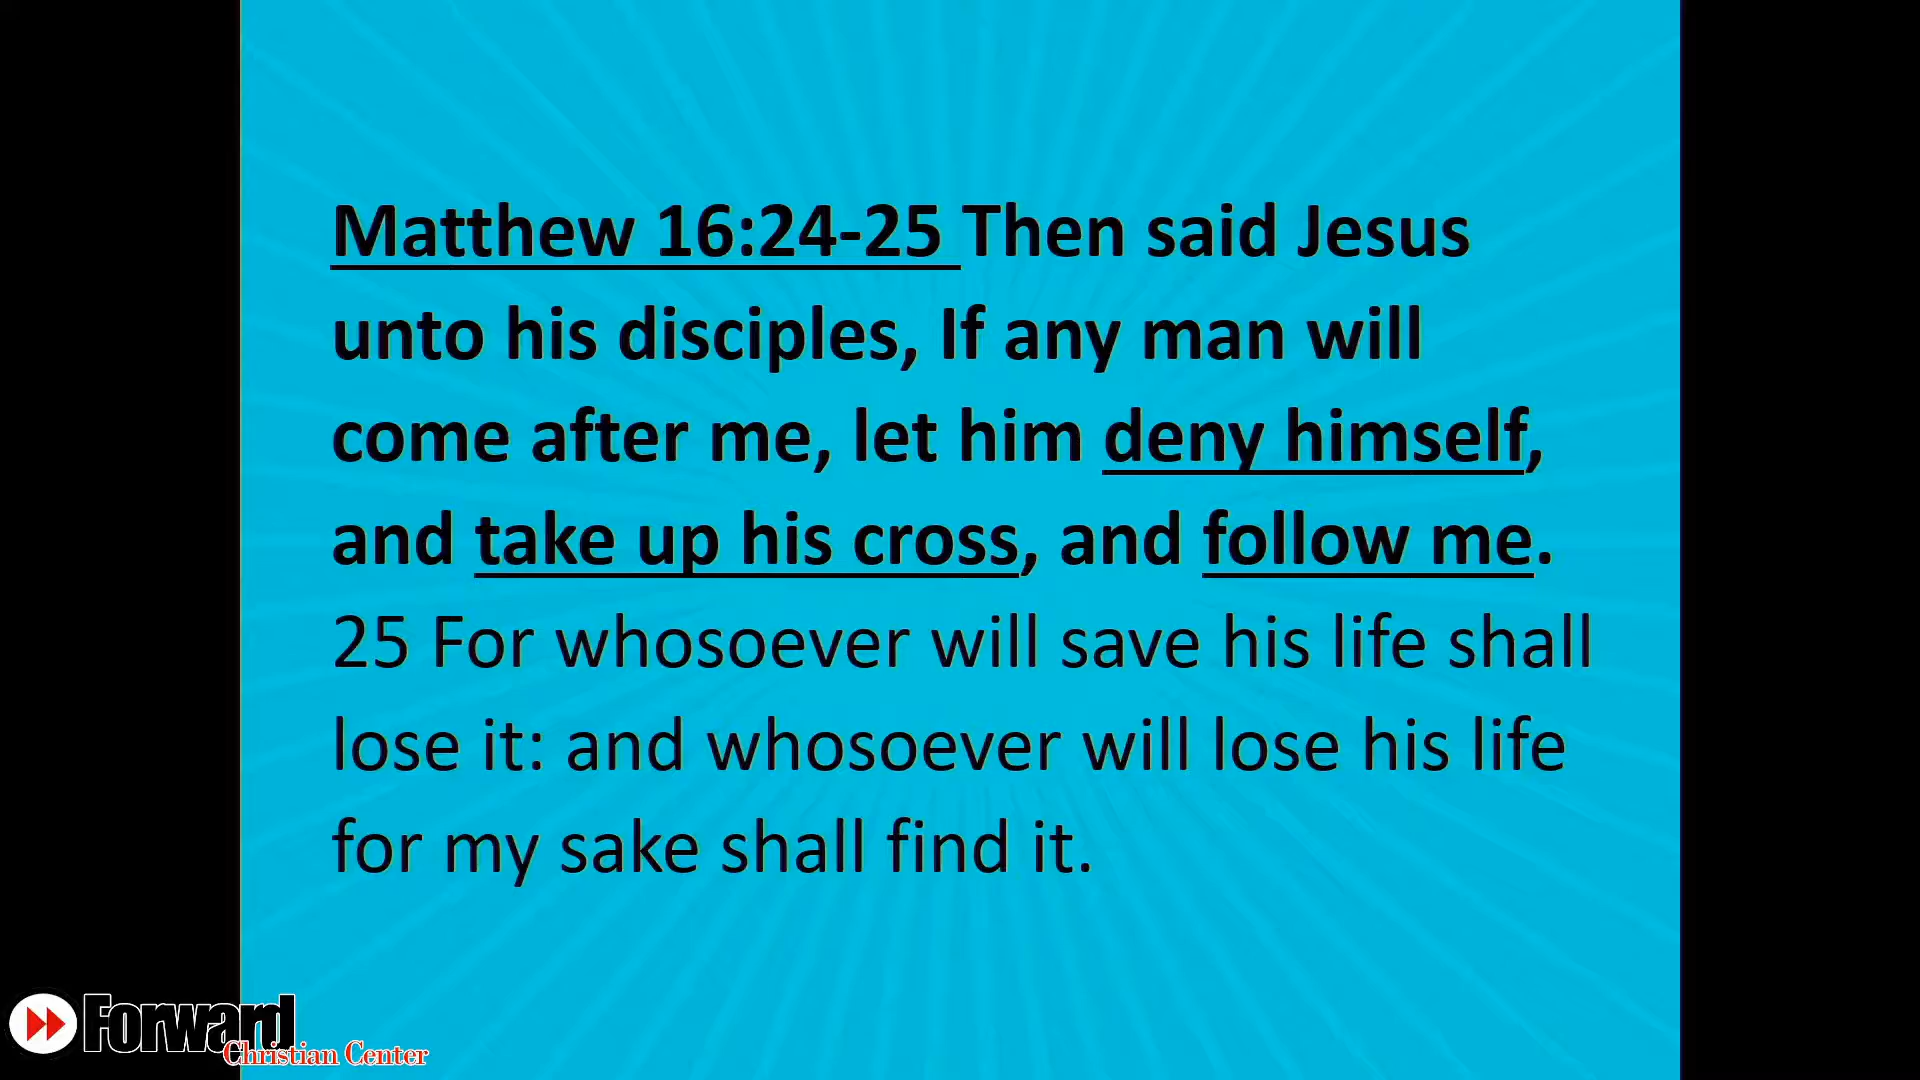 Matthew 16:24-25 Then said Jesus
unto his disciples, If any man will
come after me, let him deny himself,
and take up his cross, and follow me.
25 For whosoever will save his life shall
lose it: and whosoever will lose his life
for my sake shall find it.
Forward
Christian Center